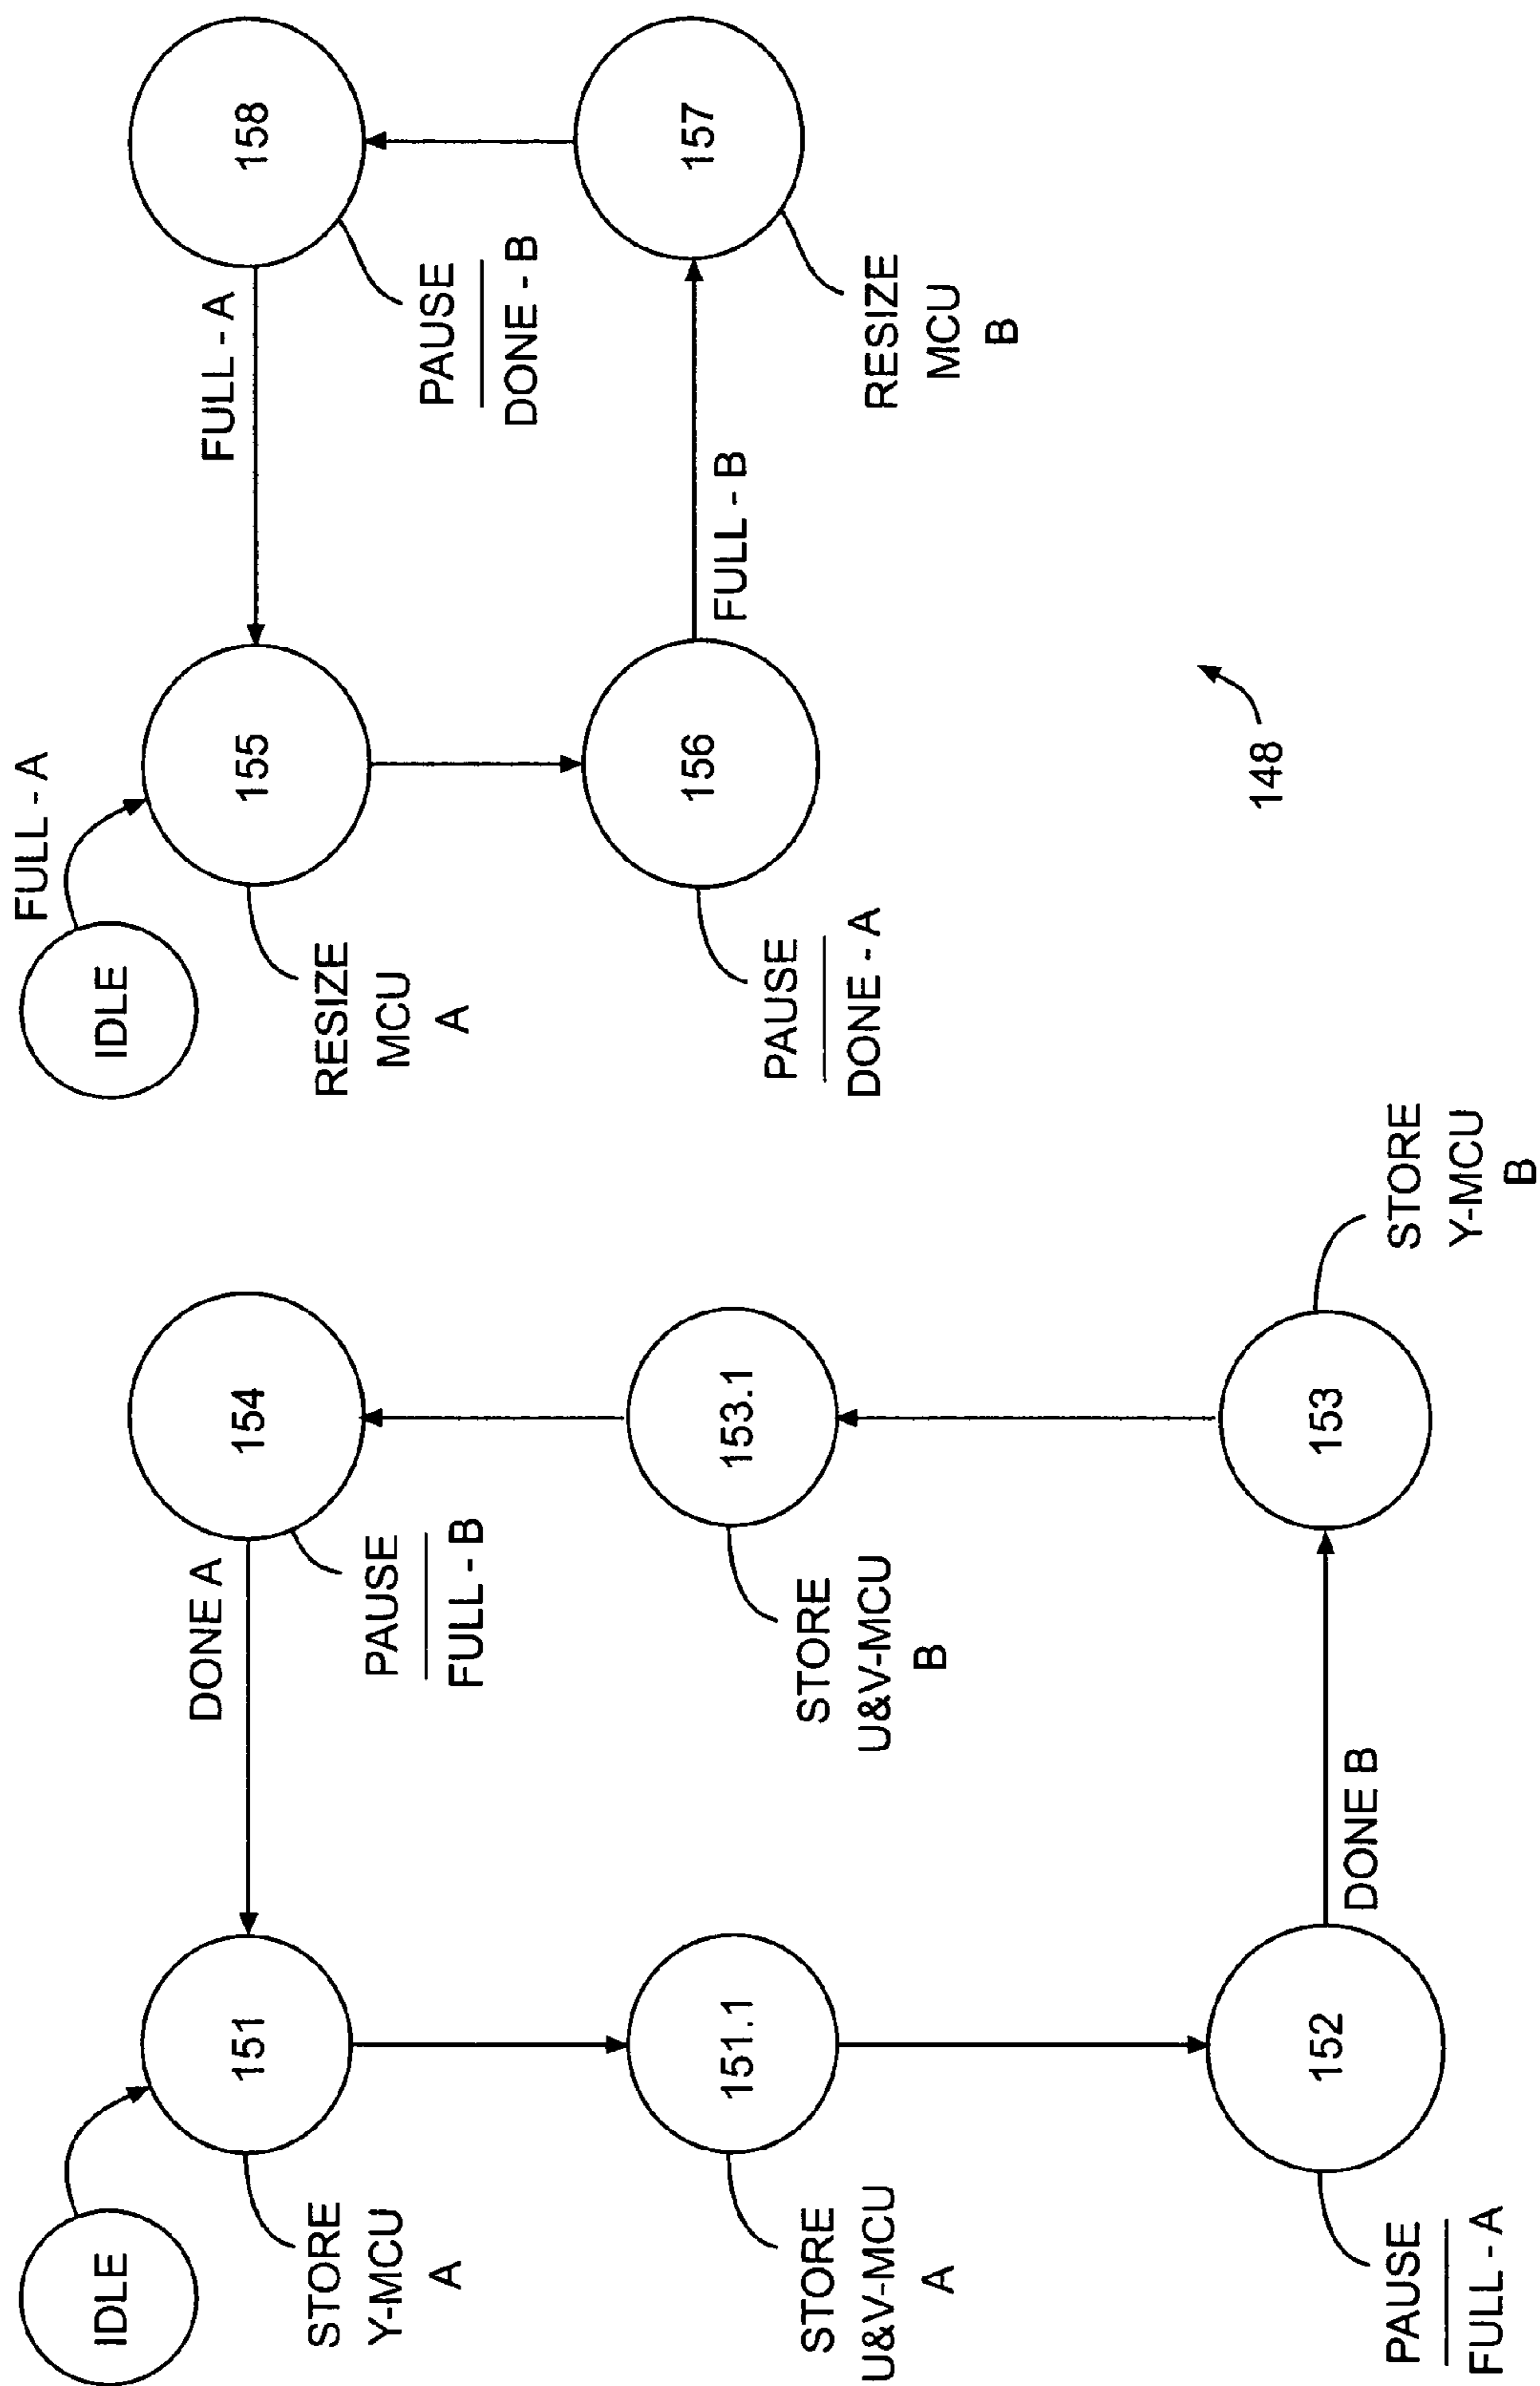 IDLE
151
STORE
Y-MCU
A
151.1
STORE
U&V-MCU
A
152
PAUSE
FULL - A
DONE B
153
STORE
Y-MCU
B
153.1
STORE
U&V-MCU
B
154
PAUSE
FULL - B
DONE A
IDLE
FULL - A
155
RESIZE
MCU
A
156
PAUSE
DONE - A
FULL - B
157
RESIZE
MCU
B
158
PAUSE
DONE - B
FULL - A
148